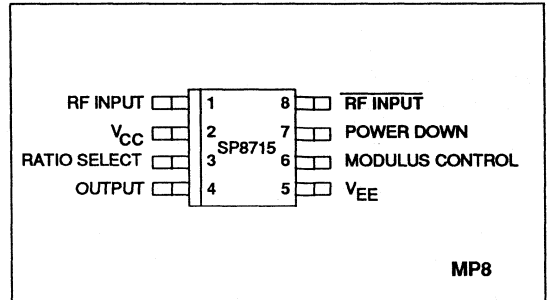 RF INPUT 1 8 RF INPUT
VCC 2 7 POWER DOWN
SP8715
RATIO SELECT 3 6 MODULUS CONTROL
OUTPUT 4 5 VEE
MP8